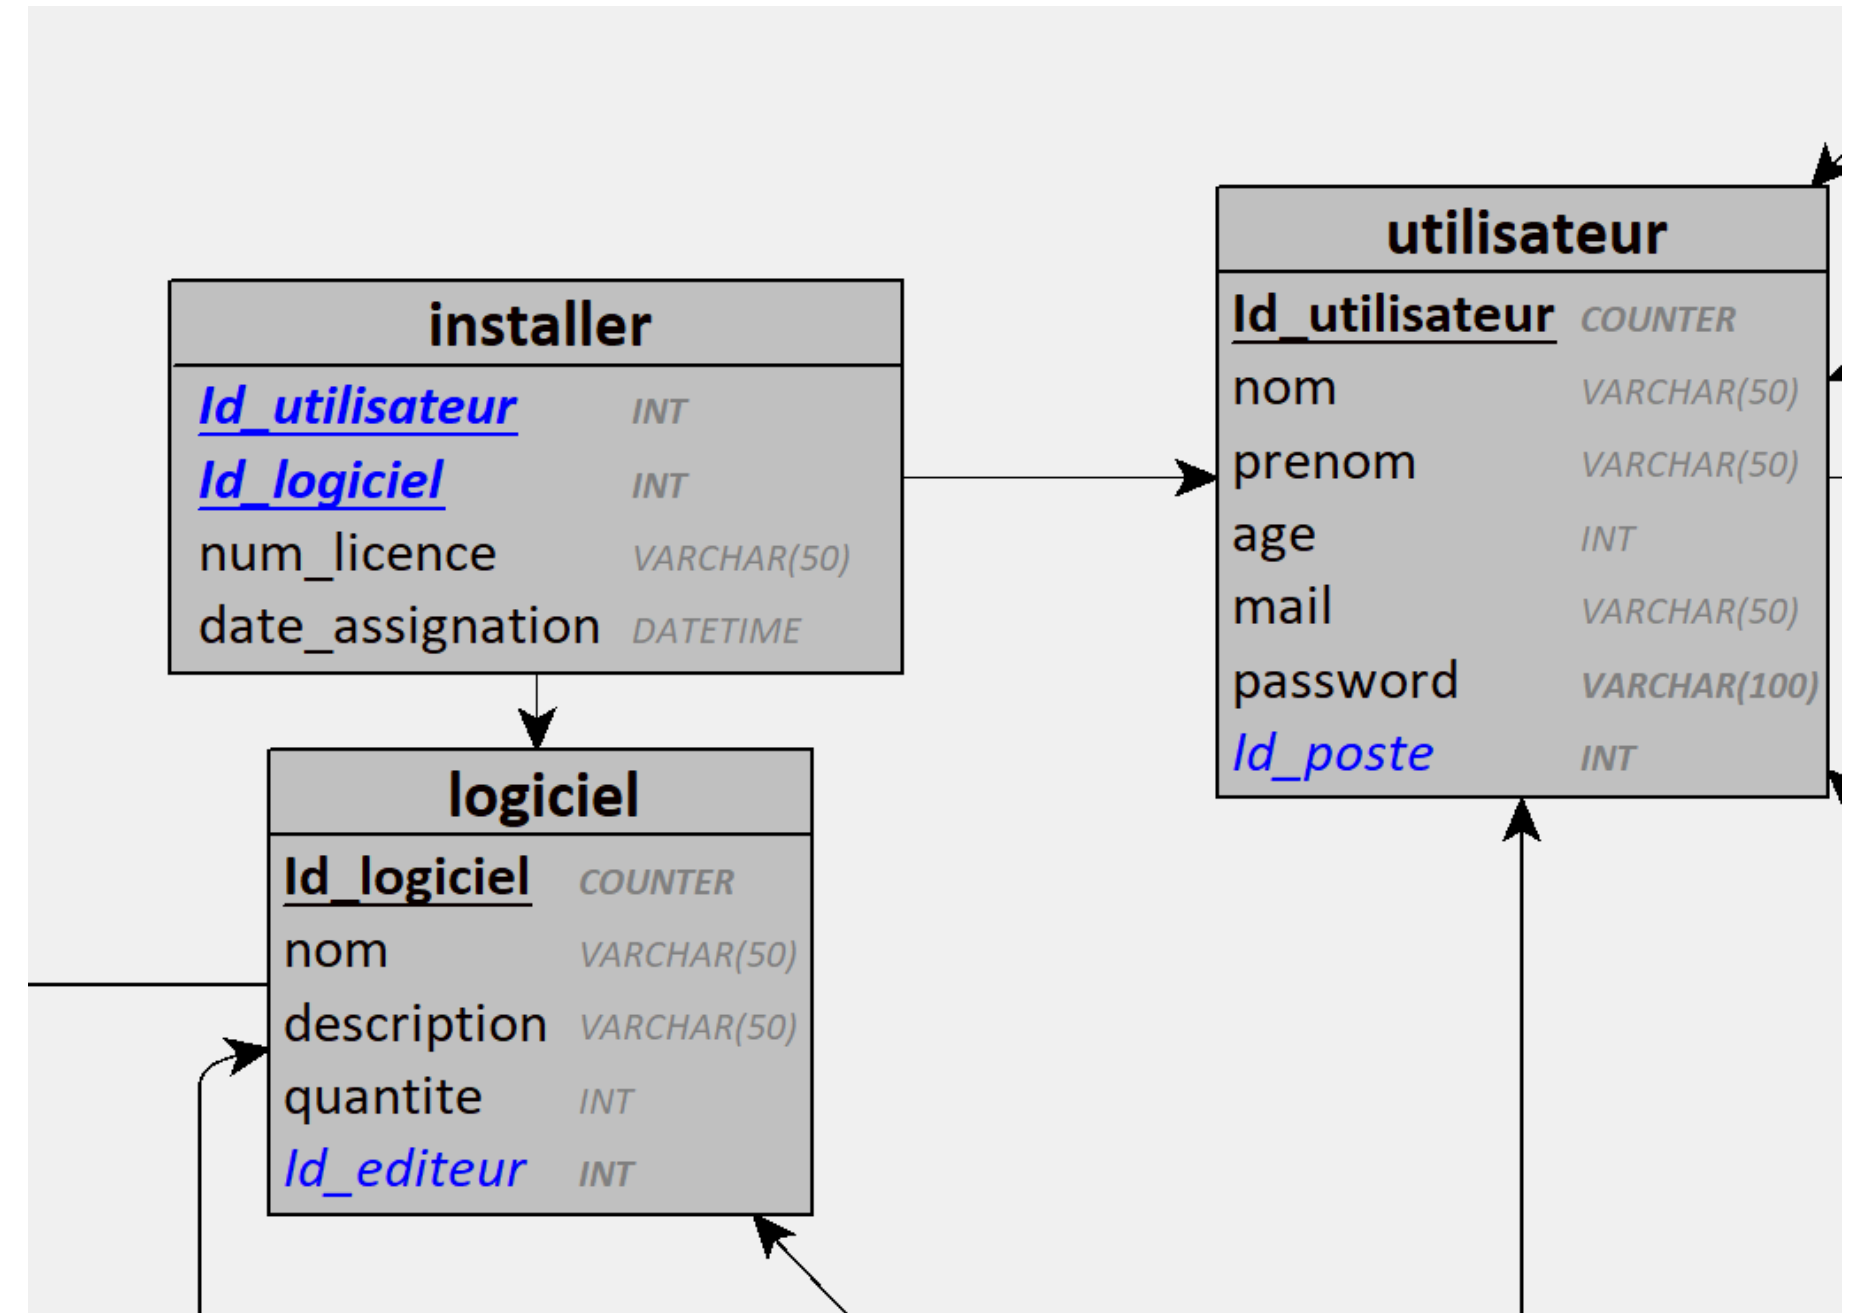 installer
Id_utilisateur INT
Id_logiciel INT
num_licence VARCHAR(50)
date_assignation DATETIME
utilisateur
Id_utilisateur COUNTER
nom VARCHAR(50)
prenom VARCHAR(50)
age INT
mail VARCHAR(50)
password VARCHAR(100)
Id_poste INT
logiciel
Id_logiciel COUNTER
nom VARCHAR(50)
description VARCHAR(50)
quantite INT
Id_editeur INT